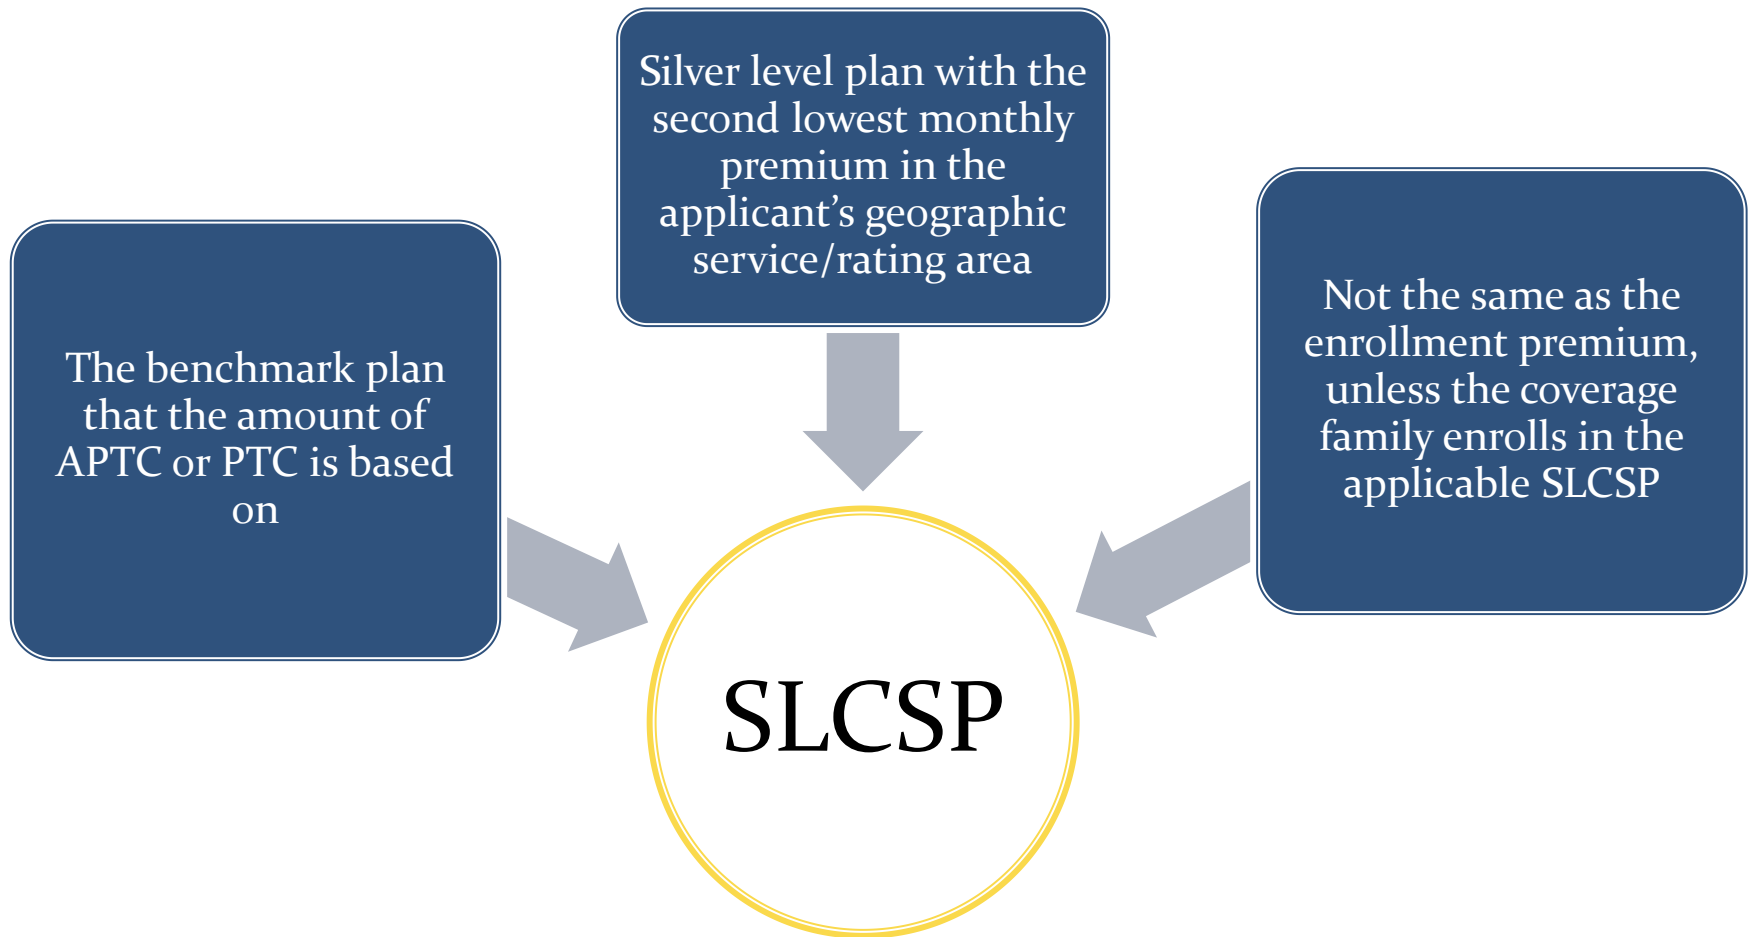 The benchmark plan
that the amount of
APTC or PTC is based
on
Silver level plan with the
second lowest monthly
premium in the
applicant’s geographic
service/rating area
Not the same as the
enrollment premium,
unless the coverage
family enrolls in the
applicable SLCSP
SLCSP